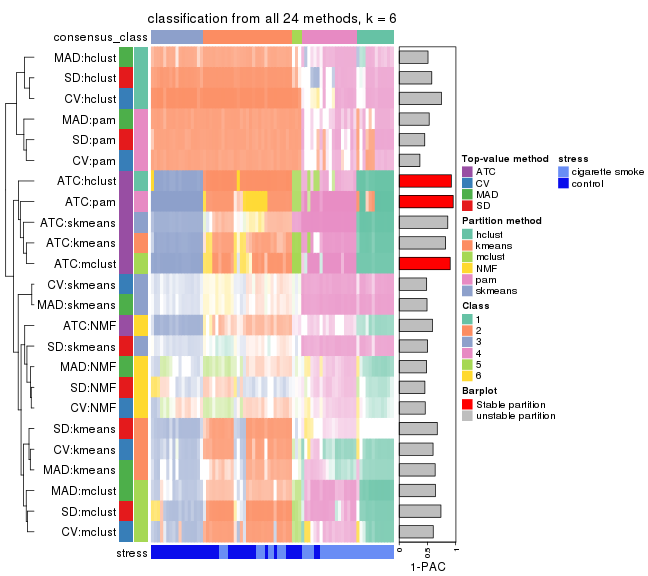 classification from all 24 methods, k = 6
consensus_class
MAD:hclust
SD:hclust
CV:hclust
MAD:pam
SD:pam
CV:pam
ATC:hclust
ATC:pam
ATC:skmeans
ATC:kmeans
ATC:mclust
CV:skmeans
MAD:skmeans
ATC:NMF
SD:skmeans
MAD:NMF
SD:NMF
CV:NMF
SD:kmeans
CV:kmeans
MAD:kmeans
MAD:mclust
SD:mclust
CV:mclust
stress
0 0.5 1
1-PAC
Top-value method
ATC
CV
MAD
SD
Partition method
hclust
kmeans
mclust
NMF
pam
skmeans
Class
1
2
3
4
5
6
Barplot
Stable partition
unstable partition
stress
cigarette smoke
control